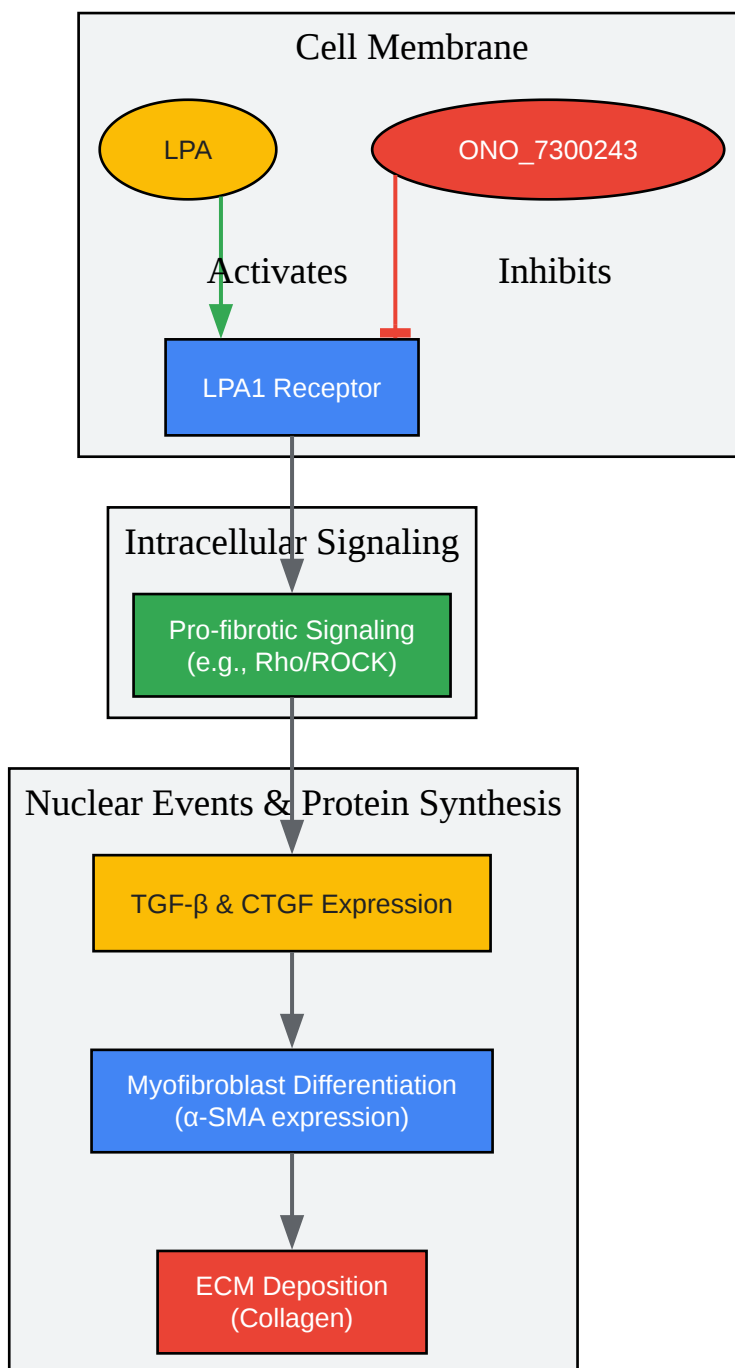 Cell Membrane
LPA
ONO_7300243
Activates
Inhibits
LPA1 Receptor
Intracellular Signaling
Pro-fibrotic Signaling
(e.g., Rho/ROCK)
Nuclear Events & Protein Synthesis
TGF-β & CTGF Expression
Myofibroblast Differentiation
(α-SMA expression)
ECM Deposition
(Collagen)